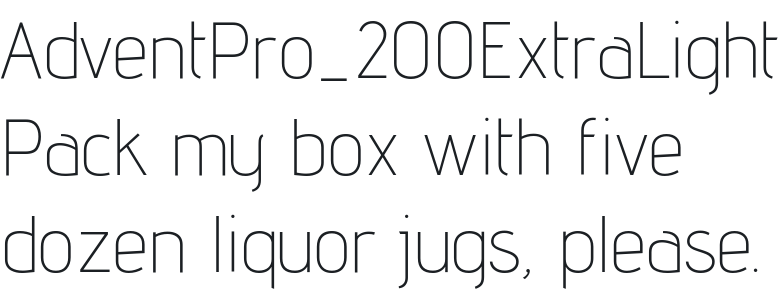 AdventPro_200ExtraLight
Pack my box with five
dozen liquor jugs, please.